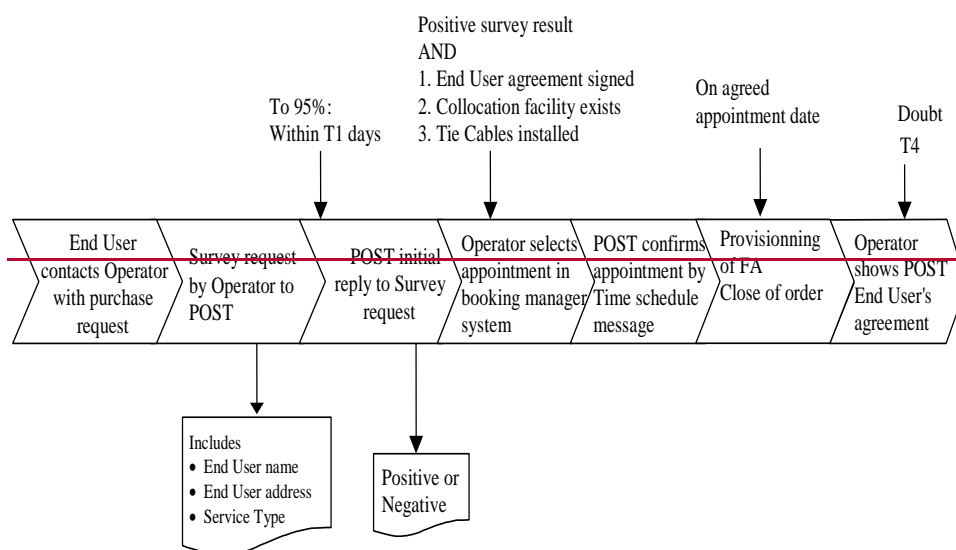 Positive survey result
AND
1. End User agreement signed
2. Collocation facility exists
3. Tie Cables installed
To 95%:
Within T1 days
On agreed
appointment date
Doubt
T4
End User
contacts Operator
with purchase
request
Survey request
by Operator to
POST
POST initial
reply to Survey
request
Operator selects
appointment in
booking manager
system
POST confirms
appointment by
Time schedule
message
Provisionning
of FA
Close of order
Operator
shows POST
End User's
agreement
Includes
• End User name
• End User address
• Service Type
Positive or
Negative